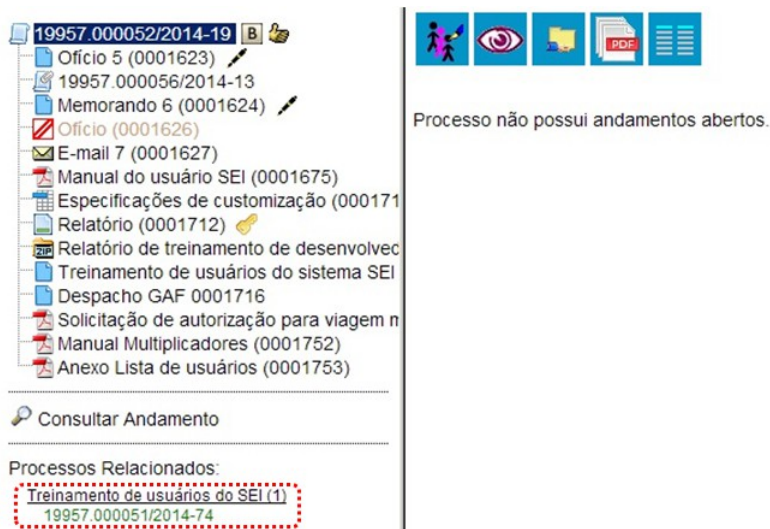 19957.000052/2014-19 B
Ofício 5 (0001623)
19957.000056/2014-13
Memorando 6 (0001624)
Ofício (0001626)
E-mail 7 (0001627)
Manual do usuário SEI (0001675)
Especificações de customização (000171
Relatório (0001712)
ZIP Relatório de treinamento de desenvolvec
Treinamento de usuários do sistema SEI
Despacho GAF 0001716
Solicitação de autorização para viagem n
Manual Multiplicadores (0001752)
Anexo Lista de usuários (0001753)
Consultar Andamento
Processos Relacionados:
Treinamento de usuários do SEI (1)
19957.000051/2014-74
PDF
Processo não possui andamentos abertos.